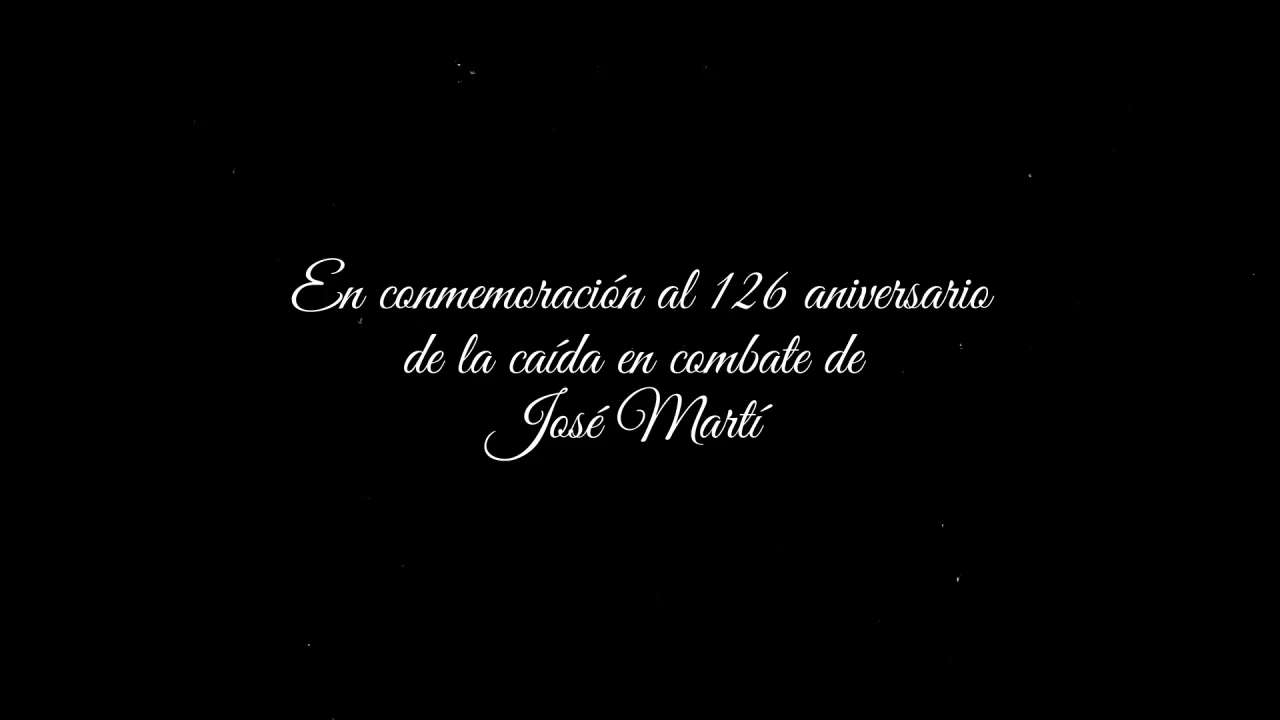 En conmemoración al 126 aniversario
de la caída en combate de
José Martí